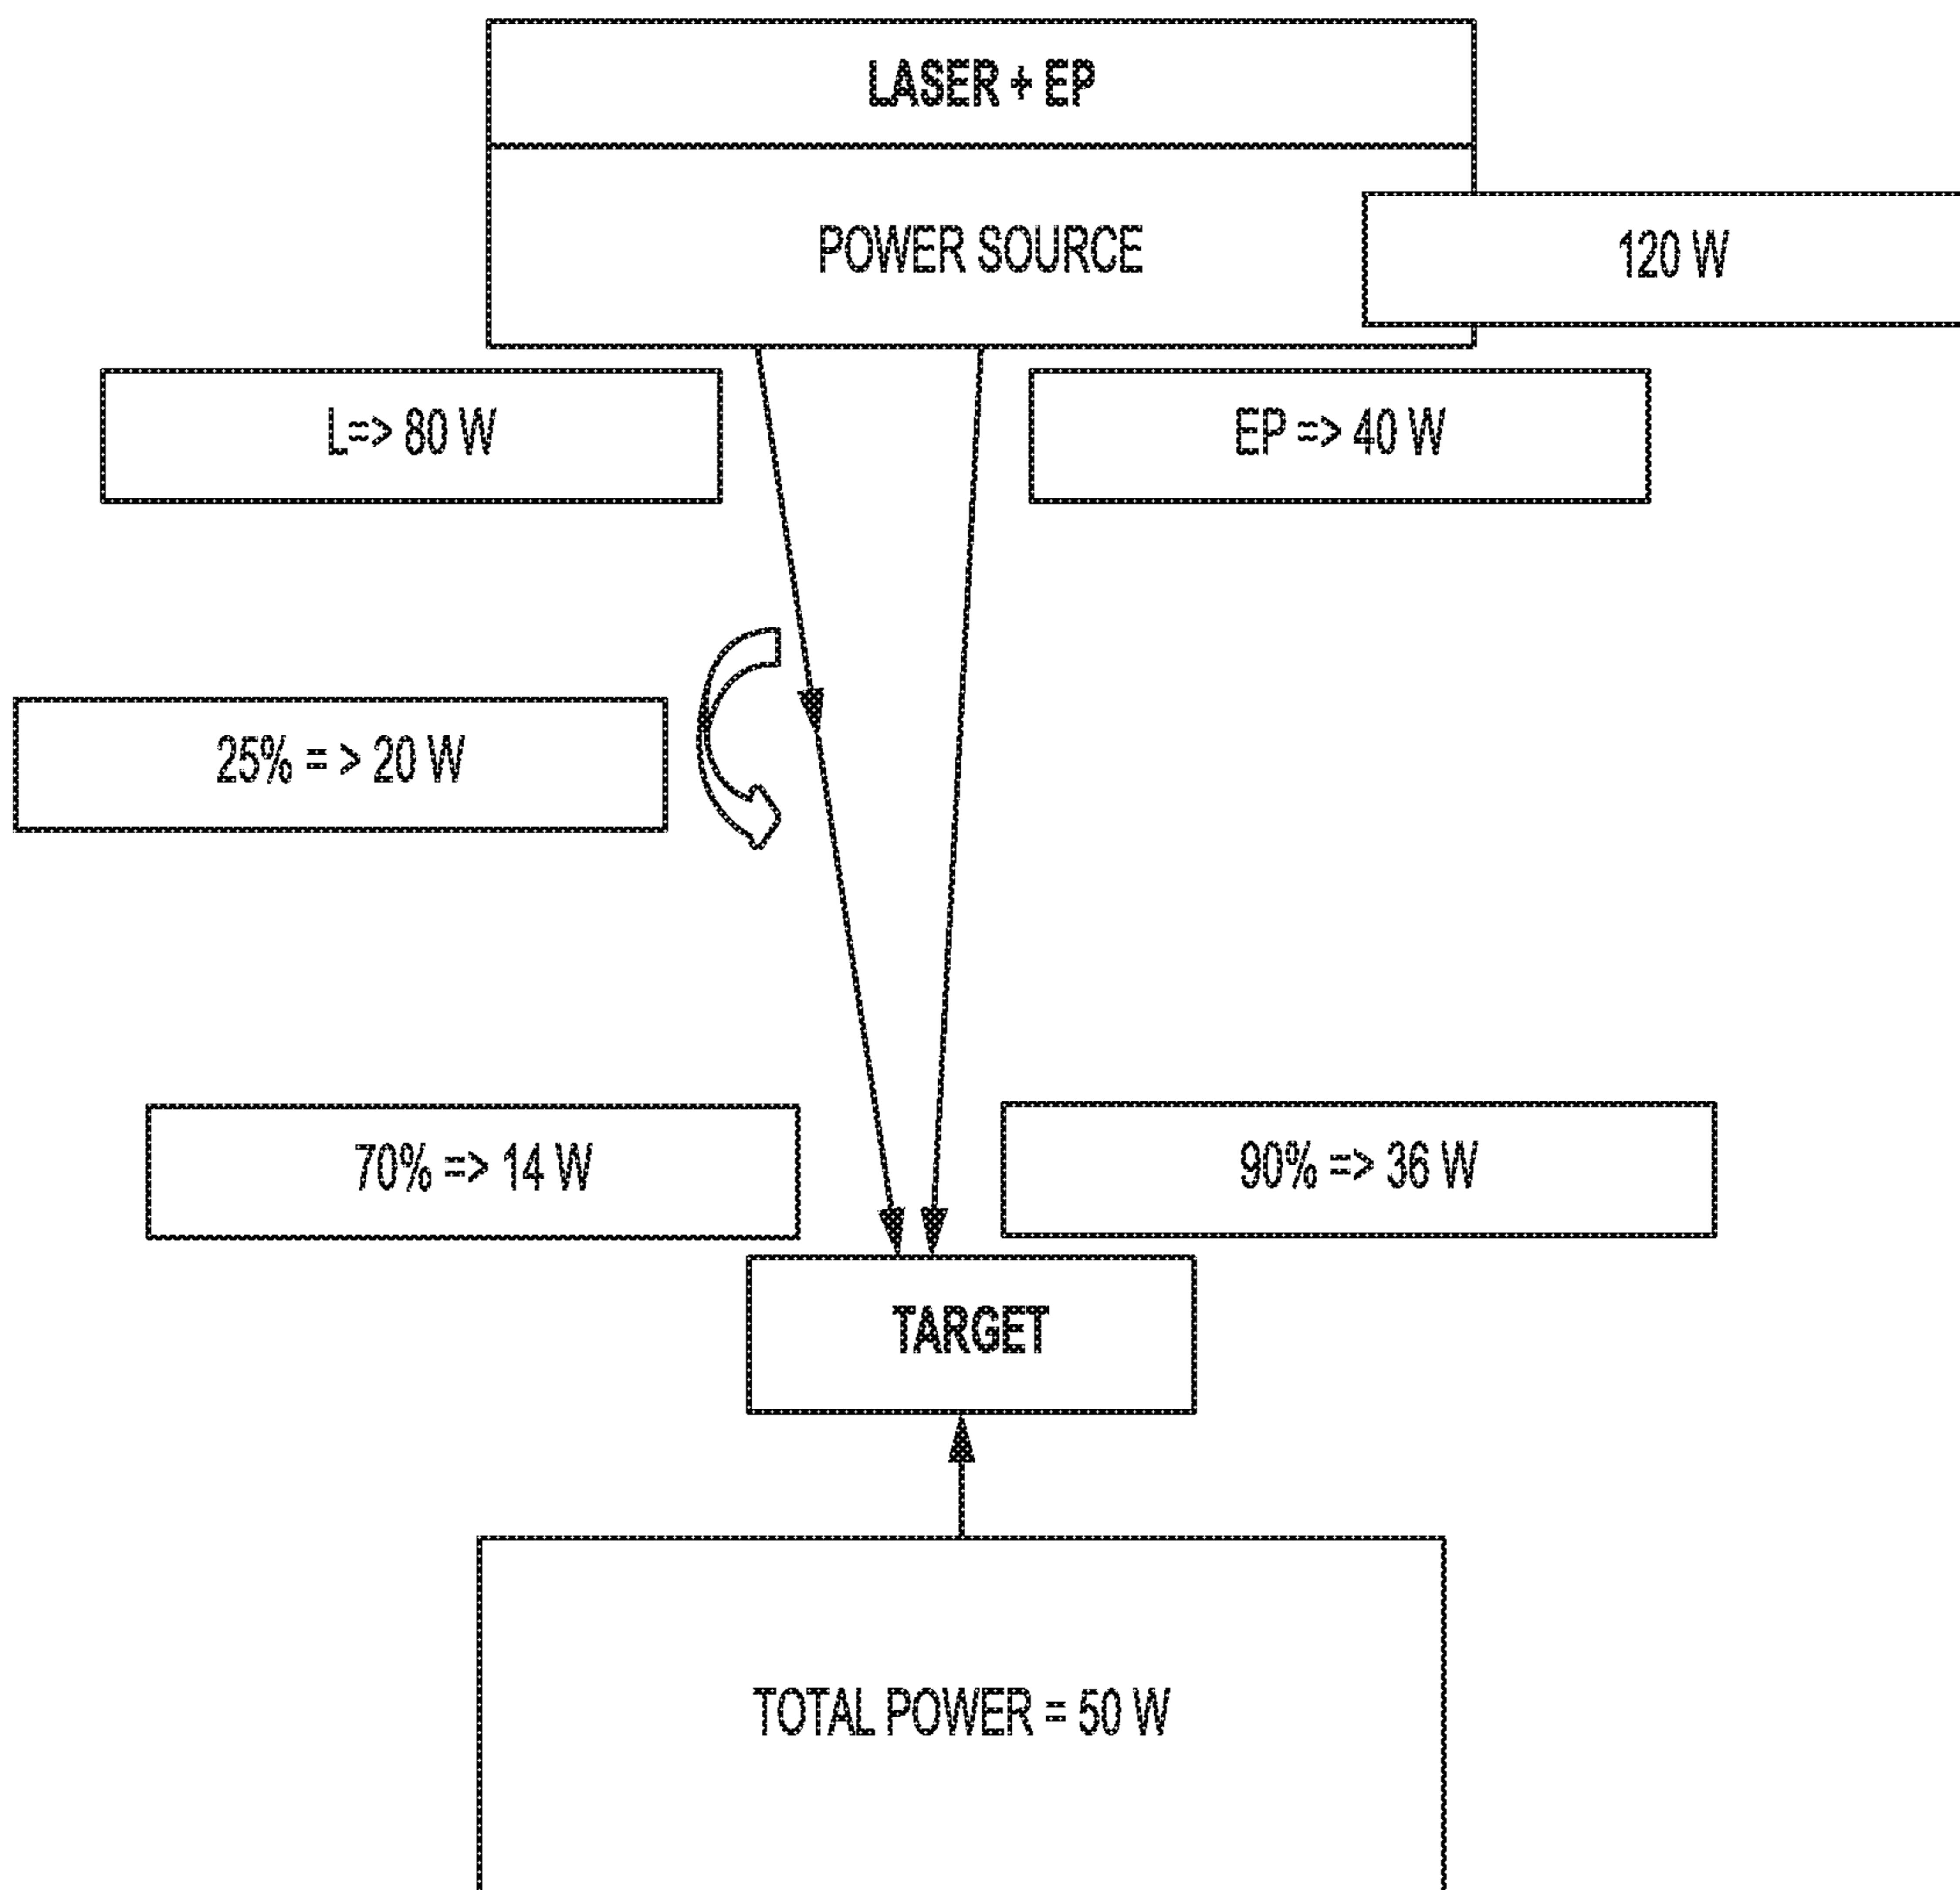 LASER + EP
POWER SOURCE
120 W
L=> 80 W
EP => 40 W
25% = > 20 W
70% => 14 W
90% => 36 W
TARGET
TOTAL POWER = 50 W